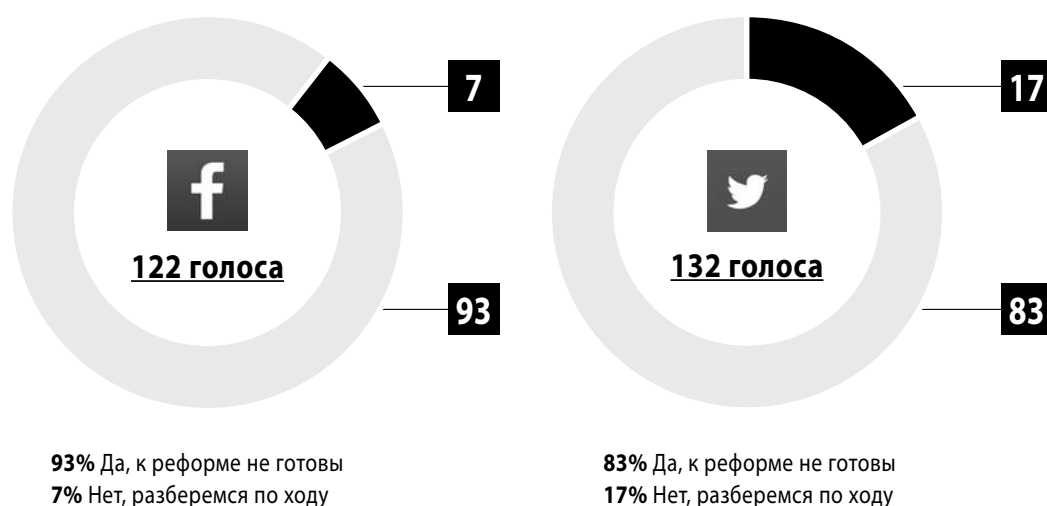 7
122 голоса
93
93% Да, к реформе не готовы
7% Нет, разберемся по ходу
17
132 голоса
83
83% Да, к реформе не готовы
17% Нет, разберемся по ходу